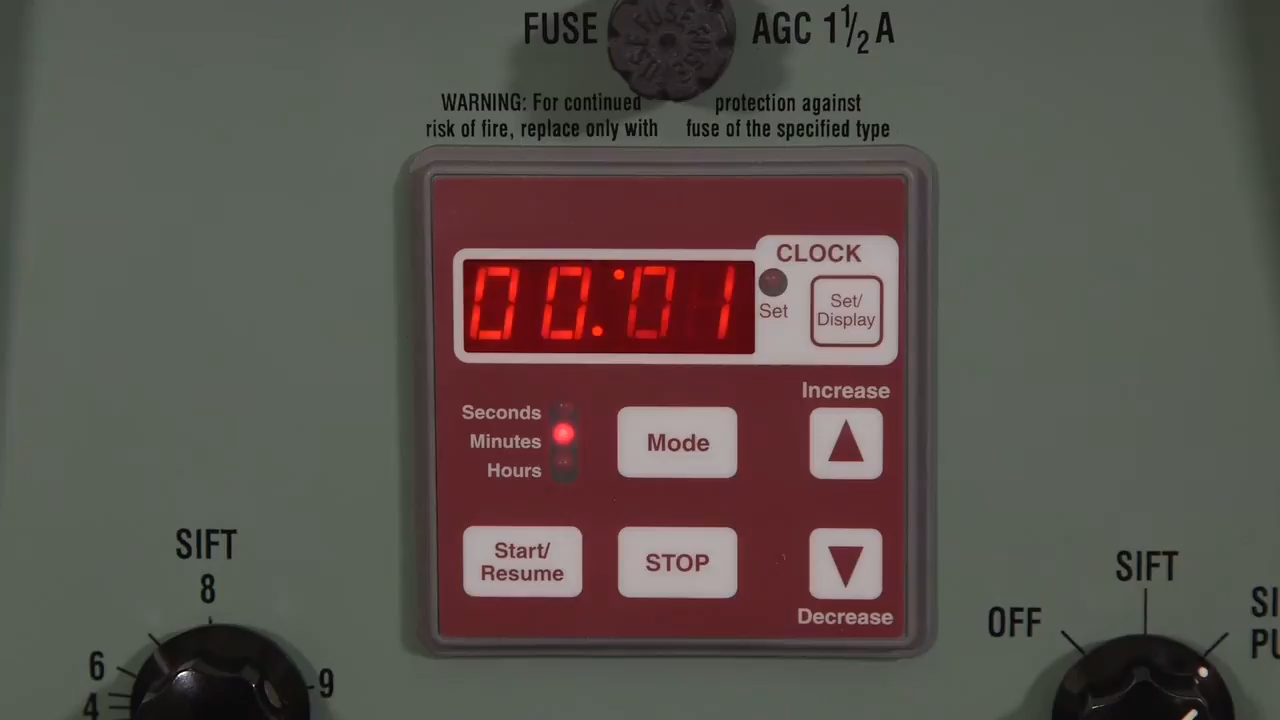 FUSE AGC 1 1/2 A
WARNING: For continued protection against
risk of fire, replace only with fuse of the specified type
CLOCK
00:01
Set
Set/
Display
Increase
Seconds
Minutes
Hours
Mode
Start/
Resume
STOP
Decrease
SIFT
8
6
4
9
SIFT
OFF